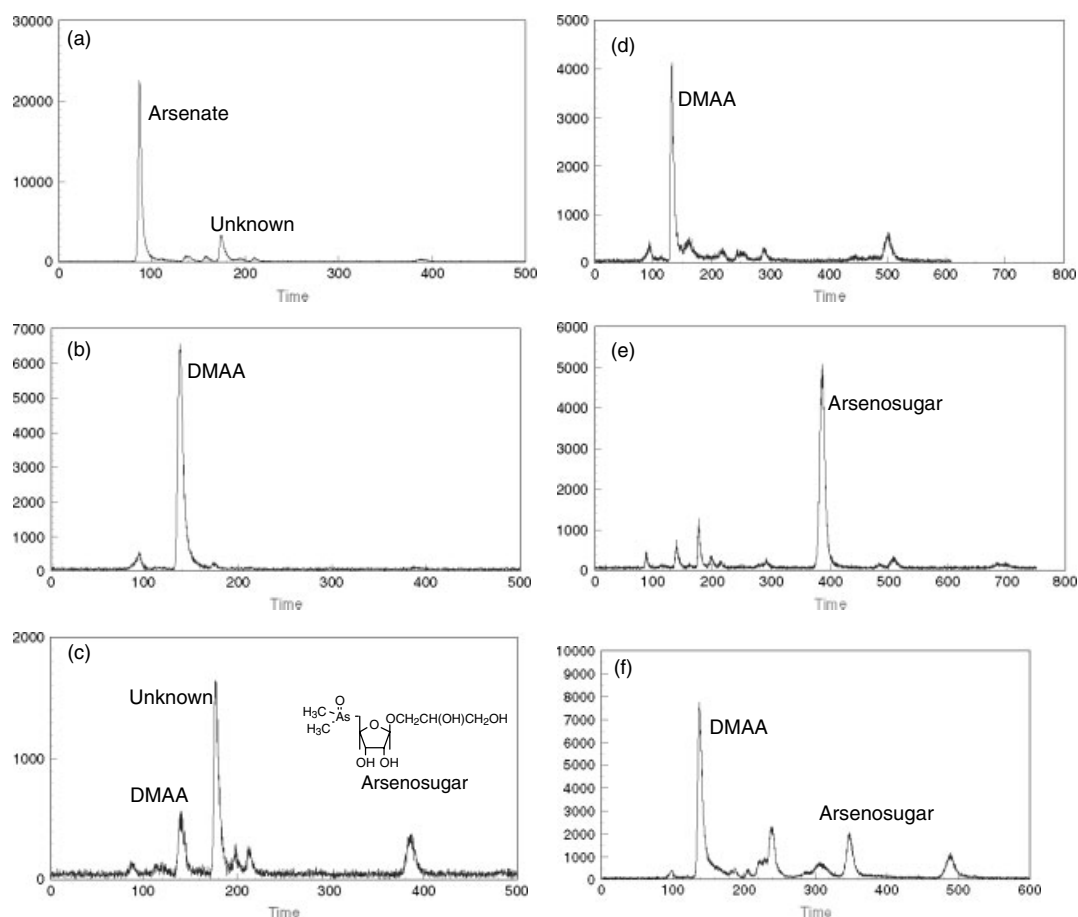 (a)
30000
20000
10000
0
Arsenate
Unknown
0 100 200 300 400 500
Time
(b)
7000
6000
5000
4000
3000
2000
1000
0
DMAA
0 100 200 300 400 500
Time
(c)
2000
1000
0
Unknown
DMAA
O
H3C
As
H3C
O
OCH2CH(OH)CH2OH
OH OH
Arsenosugar
0 100 200 300 400 500
Time
(d)
5000
4000
3000
2000
1000
0
DMAA
0 100 200 300 400 500 600 700 800
Time
(e)
6000
5000
4000
3000
2000
1000
0
Arsenosugar
0 100 200 300 400 500 600 700 800
Time
(f)
10000
9000
8000
7000
6000
5000
4000
3000
2000
1000
0
DMAA
Arsenosugar
0 100 200 300 400 500 600
Time